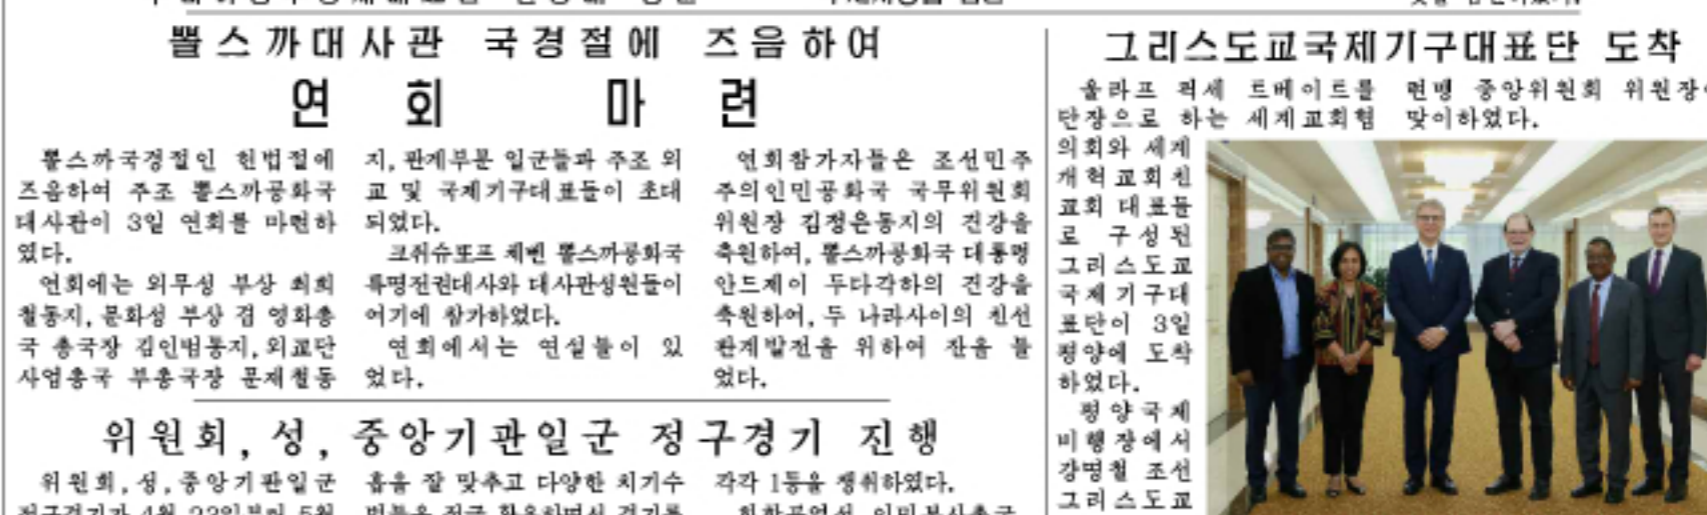 뽈스까대사관 국경절에 즈음하여
연회 마련
뽈스까국경절인 헌법절에
즈음하여 주조 뽈스까공화국
대사관이 3일 연회를 마련하
였다.
연회에는 외무성 부상 최희
철동지, 문화성 부상 겸 영화총
국 총국장 김인범동지, 외교단
사업총국 부총국장 문재철동
지, 관계부문 일군들과 주조 외
교 및 국제기구대표들이 초대
되였다.
크쥐슈또프 체벤 뽈스까공화국
특명전권대사와 대사관성원들이
여기에 참가하였다.
연회에서는 연설들이 있
었다.
연회참가자들은 조선민주
주의인민공화국 국무위원회
위원장 김정은동지의 건강을
축원하여, 뽈스까공화국 대통령
안드제이 두다각하의 건강을
축원하여, 두 나라사이의 친선
관계발전을 위하여 잔을 들
었다.
위원회, 성, 중앙기관일군 정구경기 진행
위원회, 성, 중앙기관일군
흡을 잘 맞추고 다양한 치기수
각각 1등을 쟁취하였다.
그리스도교국제기구대표단 도착
울라프 퓍세 트베이트를
단장으로 하는 세계교회협
의회와 세계
개혁교회친
교회 대표들
로 구성된
그리스도교
국제기구대
표단이 3일
평양에 도착
하였다.
평양국제
비행장에서
강명철 조선
그리스도교
련맹 중앙위원회 위원장이
맞이하였다.